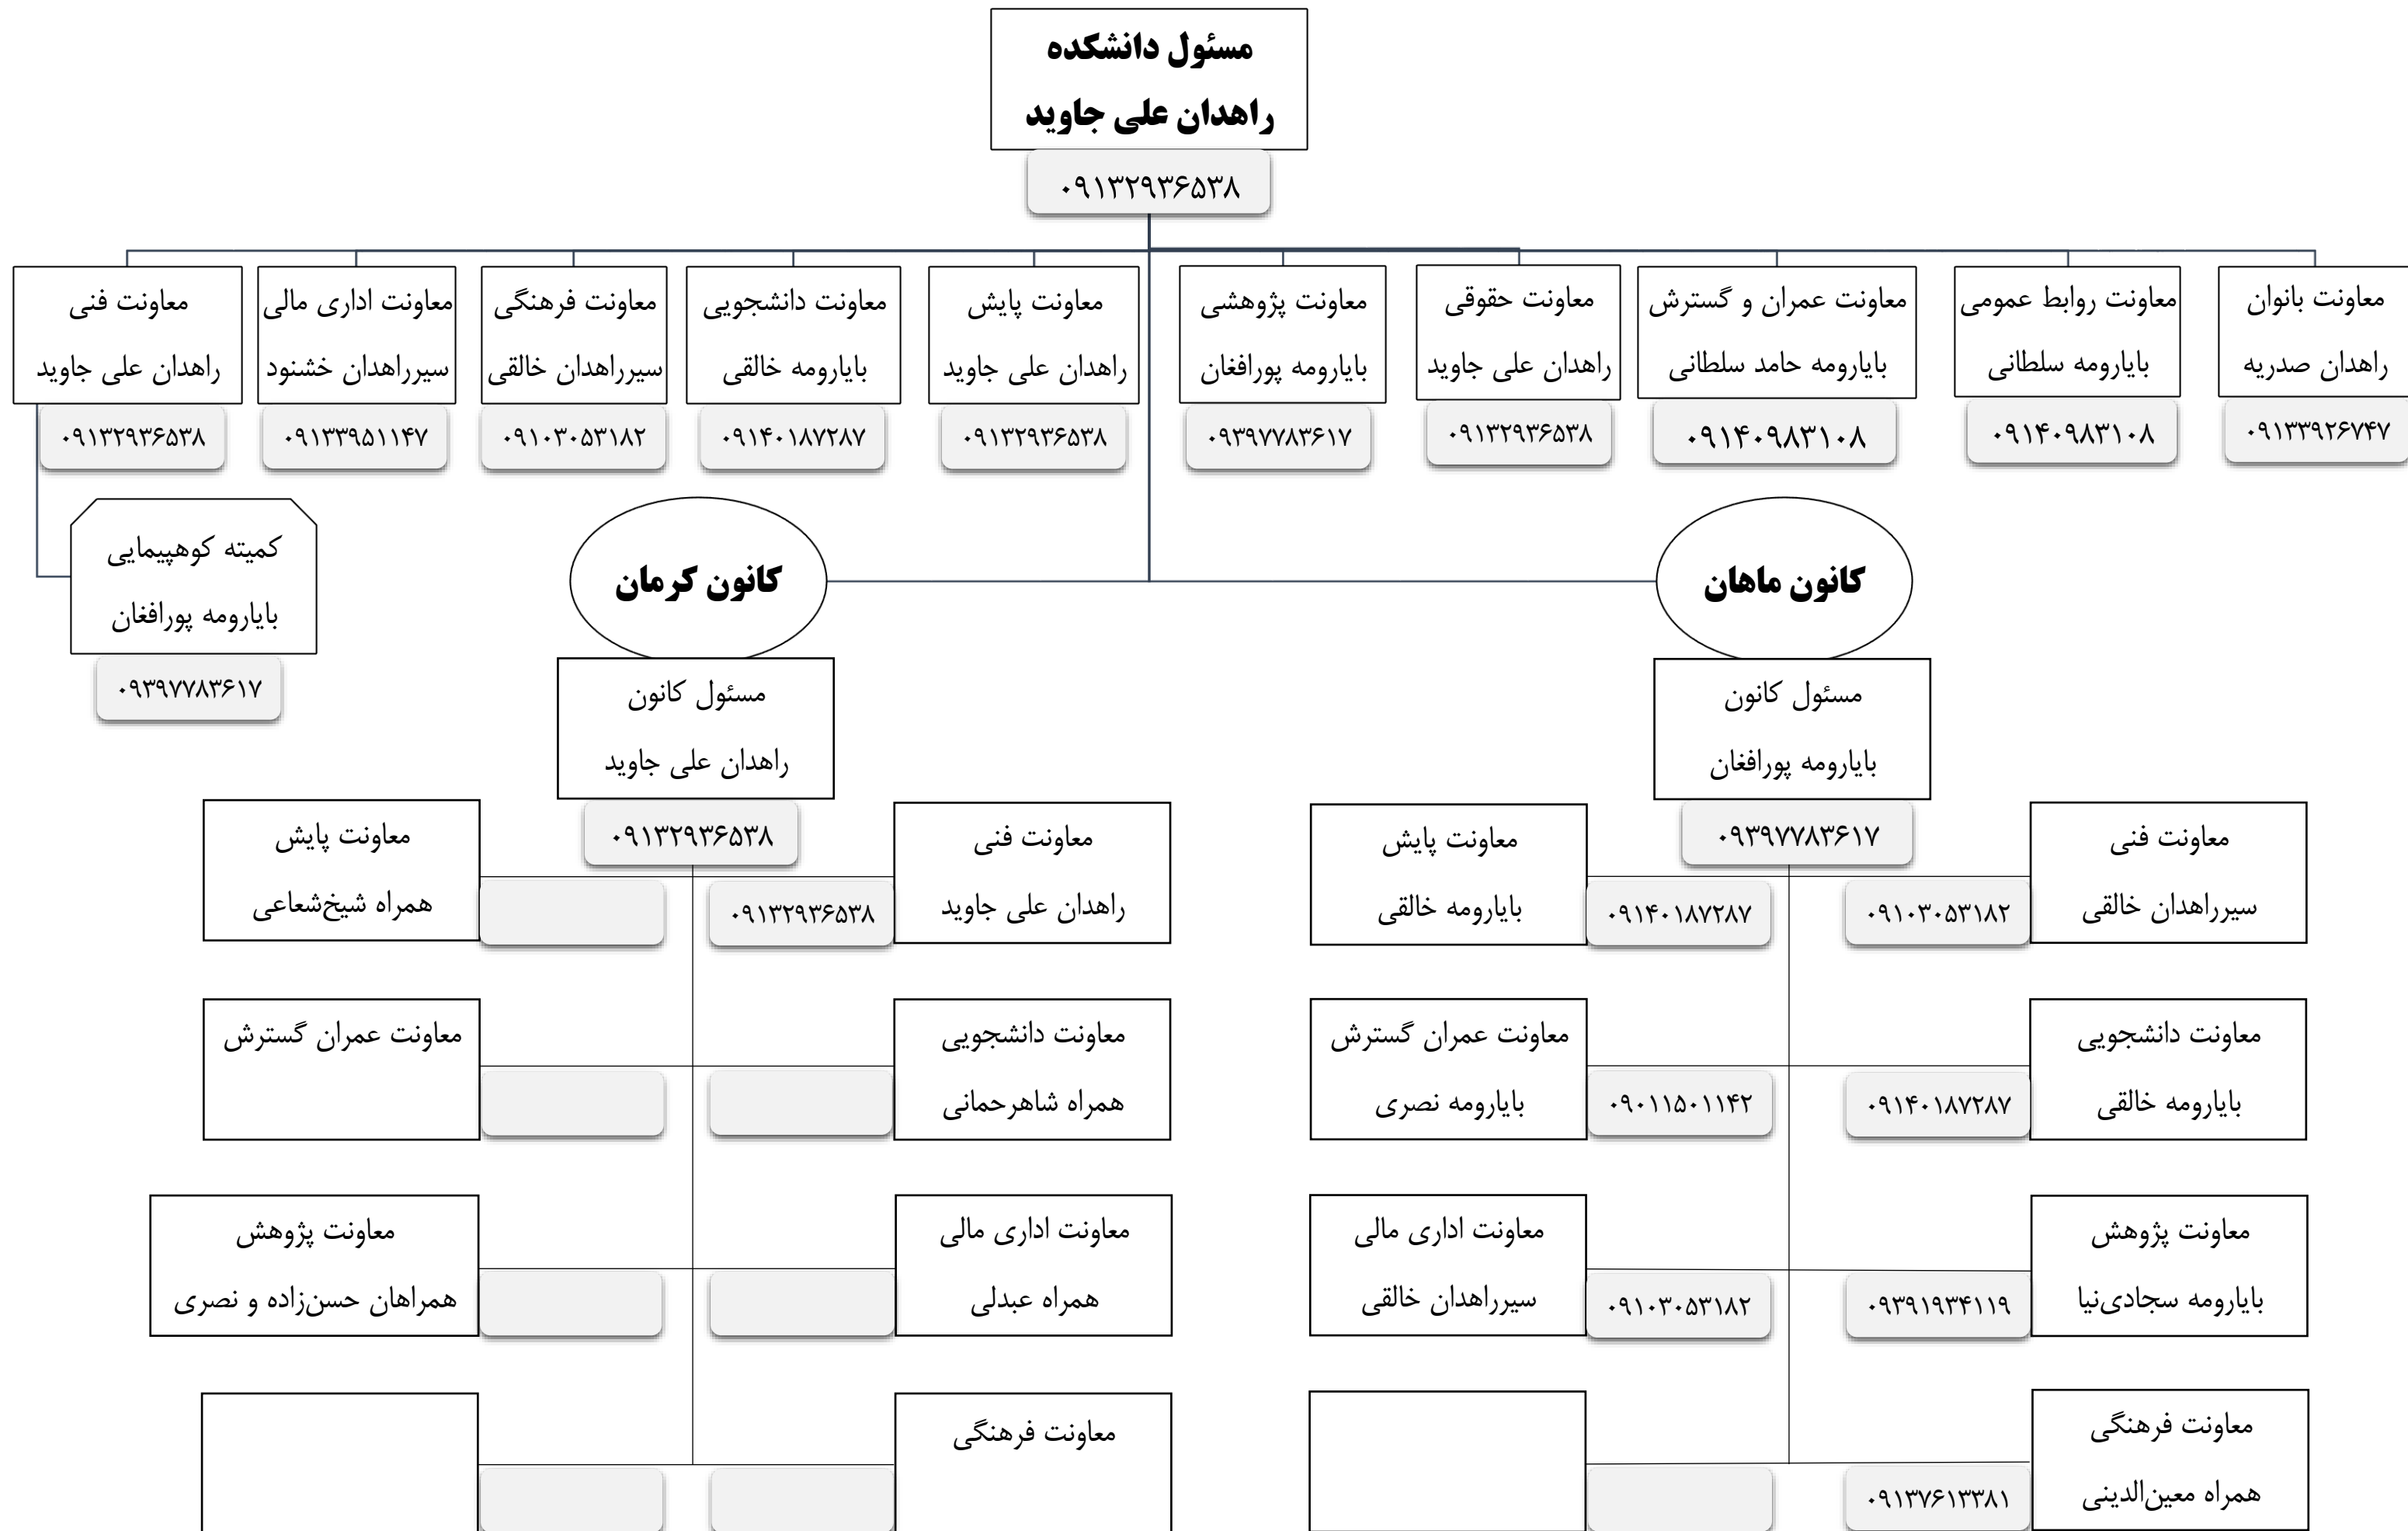 مسئول دانشکده
راهدان علی جاوید
۰۹۱۳۲۹۳۶۵۳۸
معاونت بانوان
راهدان صدریه
۰۹۱۳۳۹۲۶۷۴۷
معاونت روابط عمومی
بایارومه سلطانی
۰۹۱۴۰۹۸۳۱۰۸
معاونت عمران و گسترش
بایارومه حامد سلطانی
۰۹۱۴۰۹۸۳۱۰۸
معاونت حقوقی
راهدان علی جاوید
۰۹۱۳۲۹۳۶۵۳۸
معاونت پژوهشی
بایارومه پورافغان
۰۹۳۹۷۷۸۳۶۱۷
معاونت پایش
راهدان علی جاوید
۰۹۱۳۲۹۳۶۵۳۸
معاونت دانشجویی
بایارومه خالقی
۰۹۱۴۰۱۸۷۲۸۷
معاونت فرهنگی
سیرراهدان خالقی
۰۹۱۰۳۰۵۳۱۸۲
معاونت اداری مالی
سیرراهدان خشنود
۰۹۱۳۳۹۵۱۱۴۷
معاونت فنی
راهدان علی جاوید
۰۹۱۳۲۹۳۶۵۳۸
کمیته کوهپیمایی
بایارومه پورافغان
۰۹۳۹۷۷۸۳۶۱۷
کانون ماهان
مسئول کانون
بایارومه پورافغان
۰۹۳۹۷۷۸۳۶۱۷
معاونت فنی
سیرراهدان خالقی
۰۹۱۰۳۰۵۳۱۸۲
معاونت پایش
بایارومه خالقی
۰۹۱۴۰۱۸۷۲۸۷
معاونت دانشجویی
بایارومه خالقی
۰۹۱۴۰۱۸۷۲۸۷
معاونت عمران گسترش
بایارومه نصری
۰۹۰۱۱۵۰۱۱۴۲
معاونت پژوهش
بایارومه سجادی‌نیا
۰۹۳۹۱۹۳۴۱۱۹
معاونت اداری مالی
سیرراهدان خالقی
۰۹۱۰۳۰۵۳۱۸۲
معاونت فرهنگی
همراه معین‌الدینی
۰۹۱۳۷۶۱۳۳۸۱
کانون کرمان
مسئول کانون
راهدان علی جاوید
۰۹۱۳۲۹۳۶۵۳۸
معاونت فنی
راهدان علی جاوید
۰۹۱۳۲۹۳۶۵۳۸
معاونت پایش
همراه شیخ‌شعاعی
معاونت دانشجویی
همراه شاهرحمانی
معاونت عمران گسترش
معاونت اداری مالی
همراه عبدلی
معاونت پژوهش
همراهان حسن‌زاده و نصری
معاونت فرهنگی